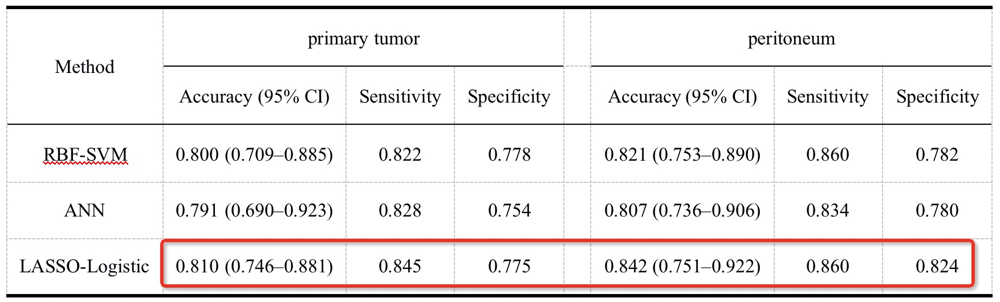 primary tumor peritoneum
Method
Accuracy (95% CI) Sensitivity Specificity Accuracy (95% CI) Sensitivity Specificity
RBF-SVM 0.800 (0.709–0.885) 0.822 0.778 0.821 (0.753–0.890) 0.860 0.782
ANN 0.791 (0.690–0.923) 0.828 0.754 0.807 (0.736–0.906) 0.834 0.780
LASSO-Logistic 0.810 (0.746–0.881) 0.845 0.775 0.842 (0.751–0.922) 0.860 0.824